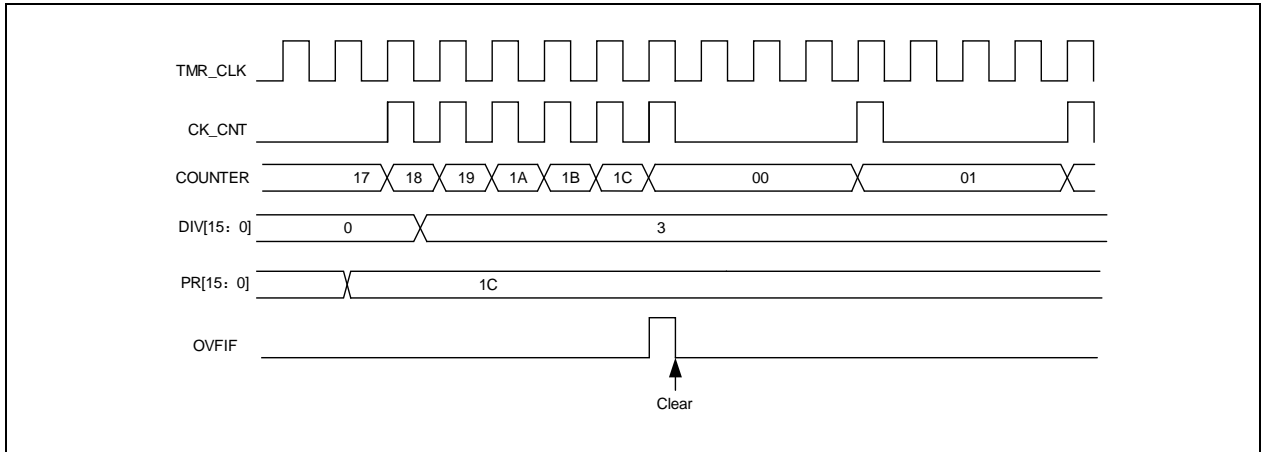 TMR_CLK
CK_CNT
COUNTER 17 18 19 1A 1B 1C 00 01
DIV[15：0] 0 3
PR[15：0] 1C
OVFIF
Clear